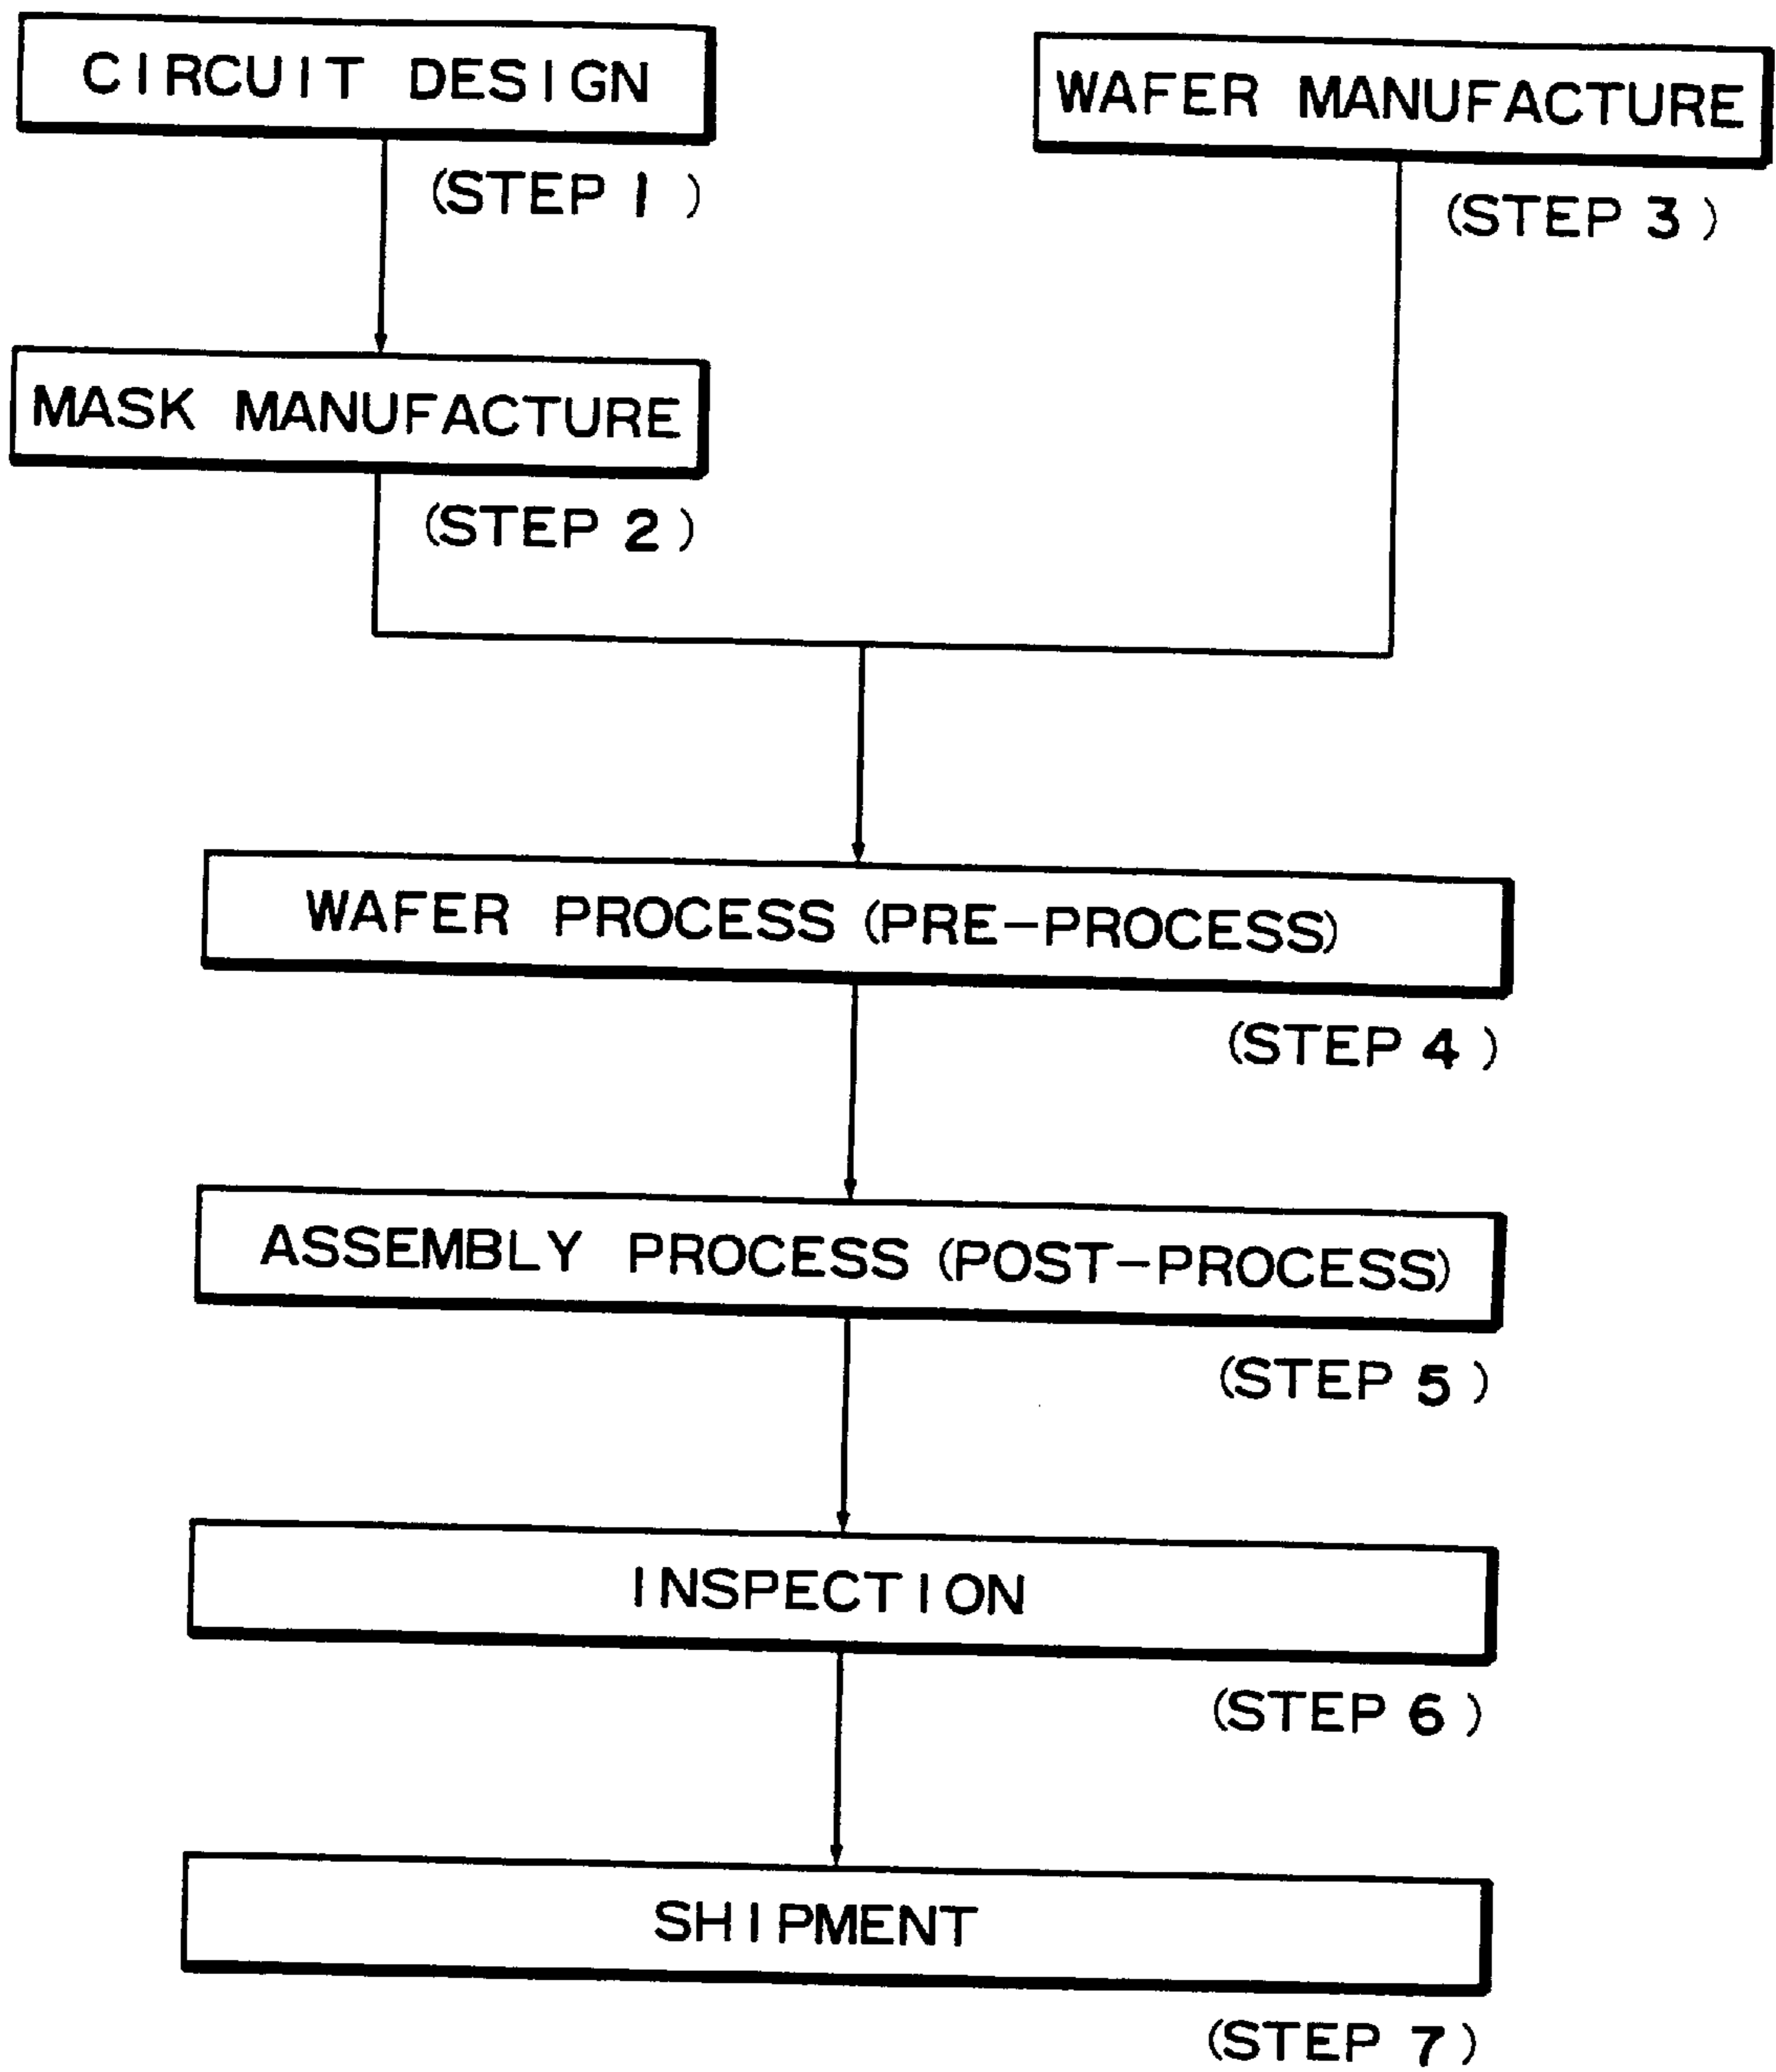 CIRCUIT DESIGN
(STEP 1)
WAFER MANUFACTURE
(STEP 3)
MASK MANUFACTURE
(STEP 2)
WAFER PROCESS (PRE-PROCESS)
(STEP 4)
ASSEMBLY PROCESS (POST-PROCESS)
(STEP 5)
INSPECTION
(STEP 6)
SHIPMENT
(STEP 7)